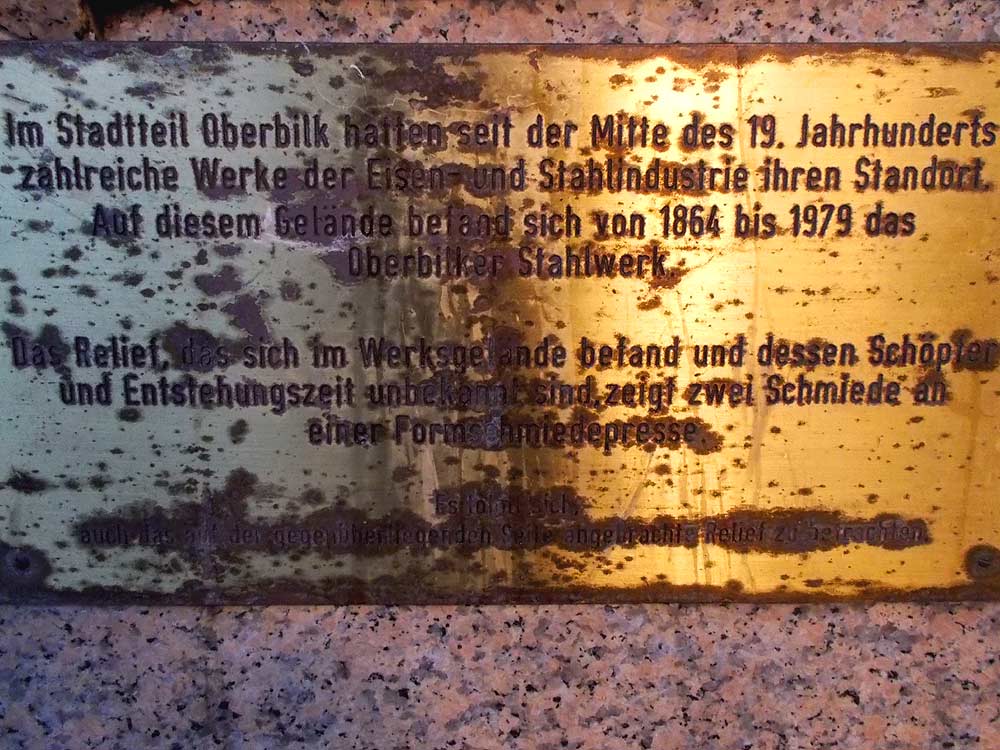 Im Stadtteil Oberbilk hatten seit der Mitte des 19. Jahrhunderts
zahlreiche Werke der Eisen- und Stahlindustrie ihren Standort.
Auf diesem Gelände befand sich von 1864 bis 1979 das
Oberbilker Stahlwerk.
Das Relief, das sich im Werksgelände befand und dessen Schöpfer
und Entstehungszeit unbekannt sind, zeigt zwei Schmiede an
einer Formschmiedepresse.
Es lohnt sich,
auch das auf der gegenüberliegenden Seite angebrachte Relief zu betrachten.